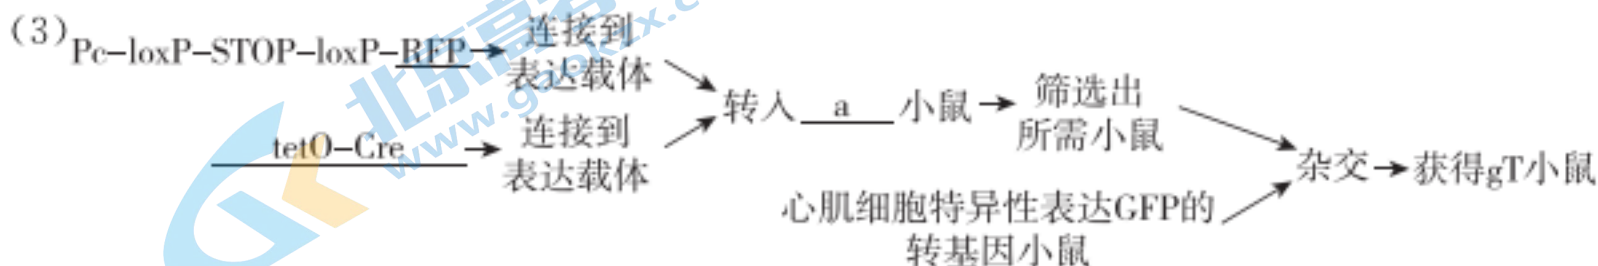 (3) Pc-loxP-STOP-loxP-RFP→ 连接到
表达载体
tetO-Cre → 连接到
表达载体
转入 a 小鼠→ 筛选出
所需小鼠
心肌细胞特异性表达GFP的
转基因小鼠
杂交→获得gT小鼠